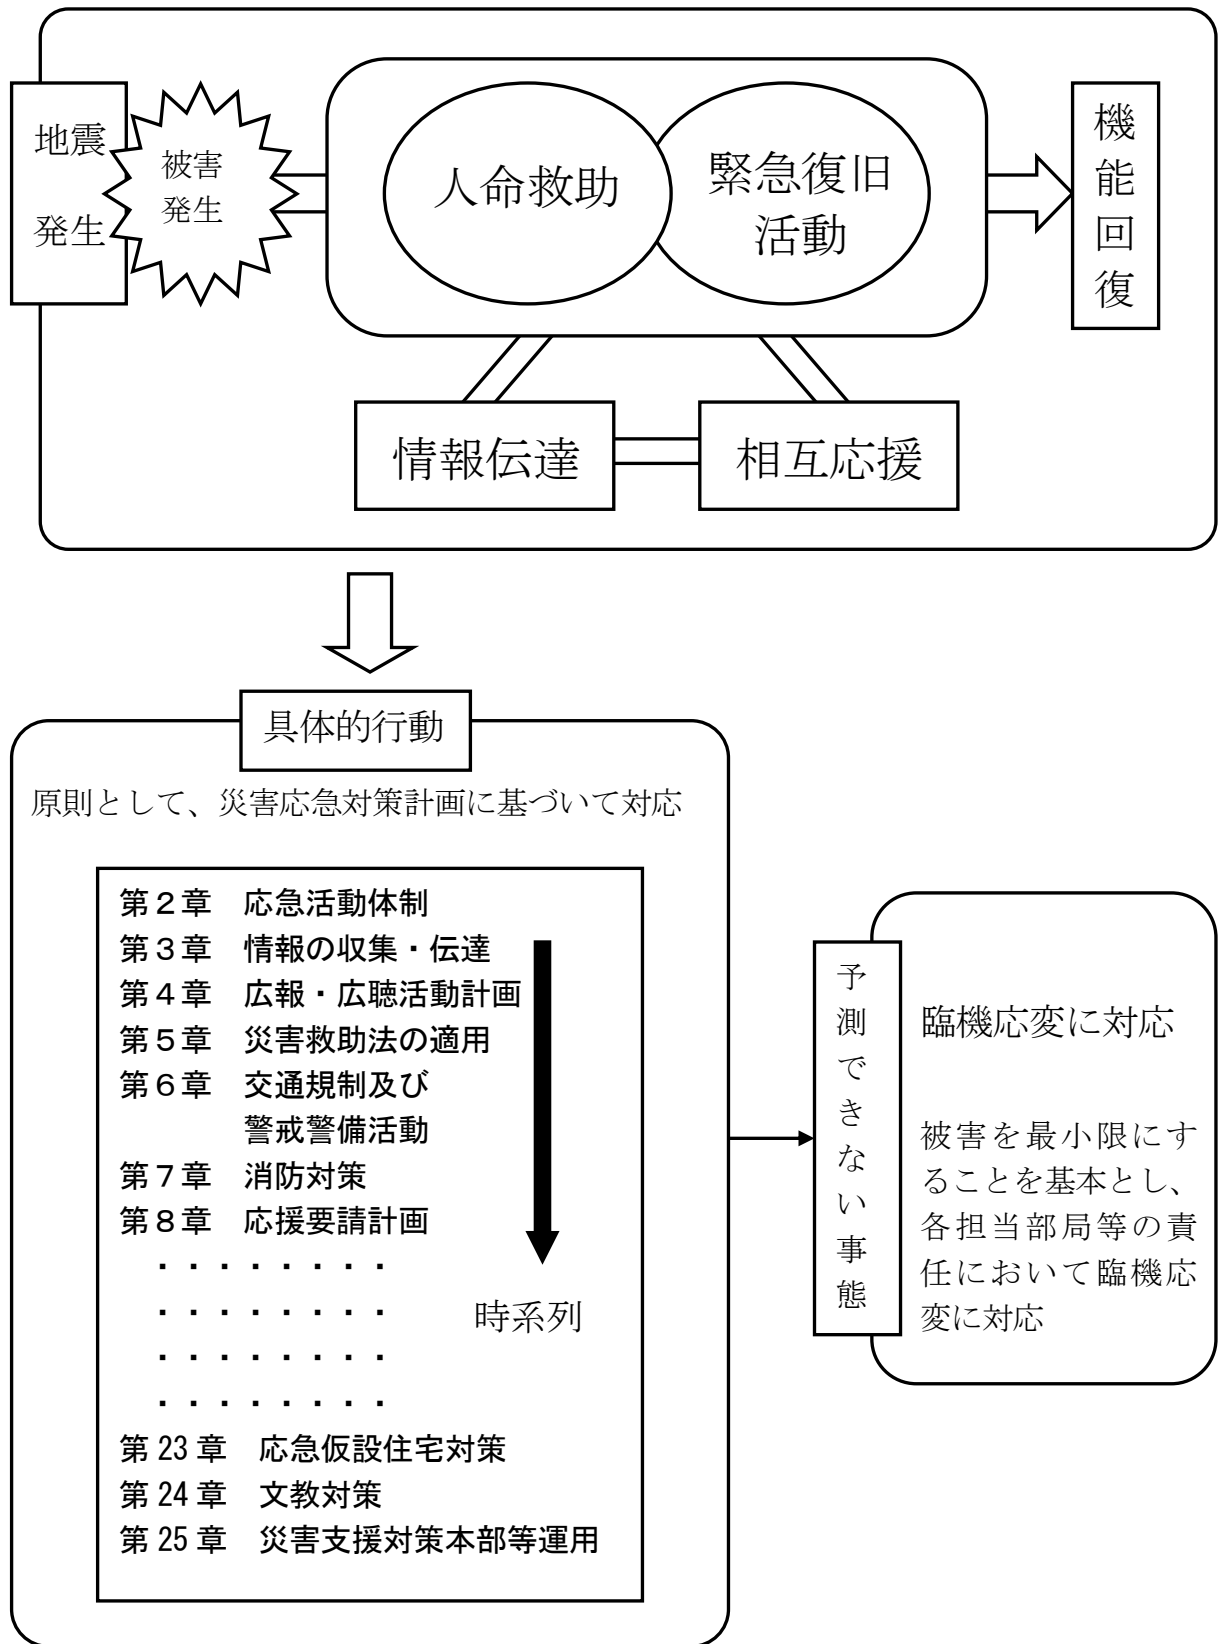 地震
発生
被害
発生
人命救助
緊急復旧
活動
機能回復
情報伝達
相互応援
具体的行動
原則として、災害応急対策計画に基づいて対応
第２章　応急活動体制
第３章　情報の収集・伝達
第４章　広報・広聴活動計画
第５章　災害救助法の適用
第６章　交通規制及び
警戒警備活動
第７章　消防対策
第８章　応援要請計画
・・・・・・・・
・・・・・・・・
・・・・・・・・
・・・・・・・・
時系列
第 23 章　応急仮設住宅対策
第 24 章　文教対策
第 25 章　災害支援対策本部等運用
予測できない事態
臨機応変に対応
被害を最小限にす
ることを基本とし、
各担当部局等の責
任において臨機応
変に対応